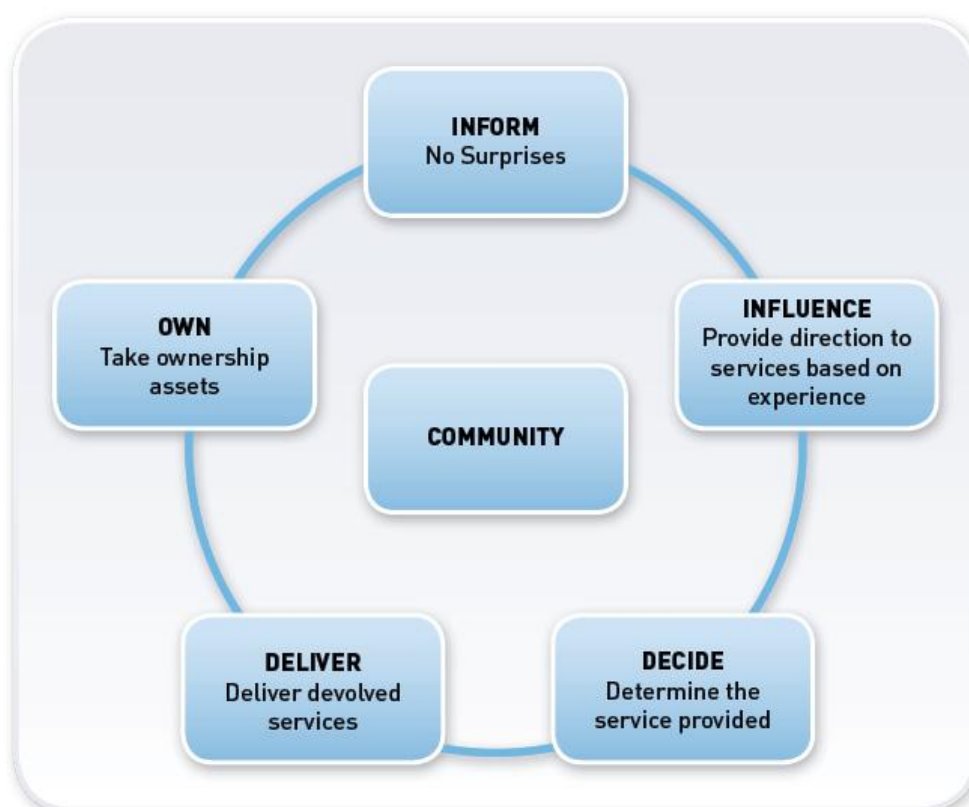 INFORM
No Surprises
INFLUENCE
Provide direction to
services based on
experience
OWN
Take ownership
assets
COMMUNITY
DELIVER
Deliver devolved
services
DECIDE
Determine the
service provided